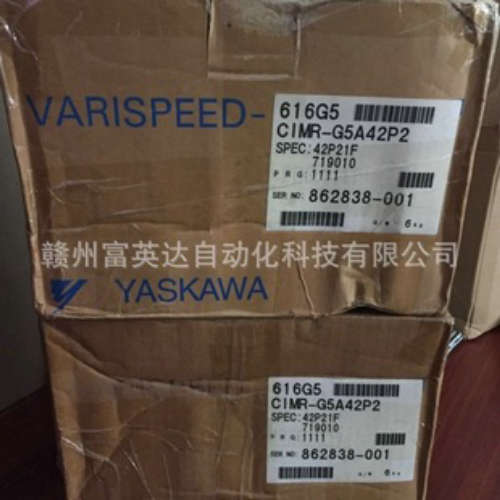 VARISPEED-
616G5
CIMR-G5A42P2
SPEC:42P21F
719010
PRG:1111
SER NO: 862838-001
G/W: 6kg
赣州富英达自动化科技有限公司
YASKAWA
616G5
CIMR-G5A42P2
SPEC:42P21F
719010
PRG:1111
SER NO: 862838-001
G/W: 6kg